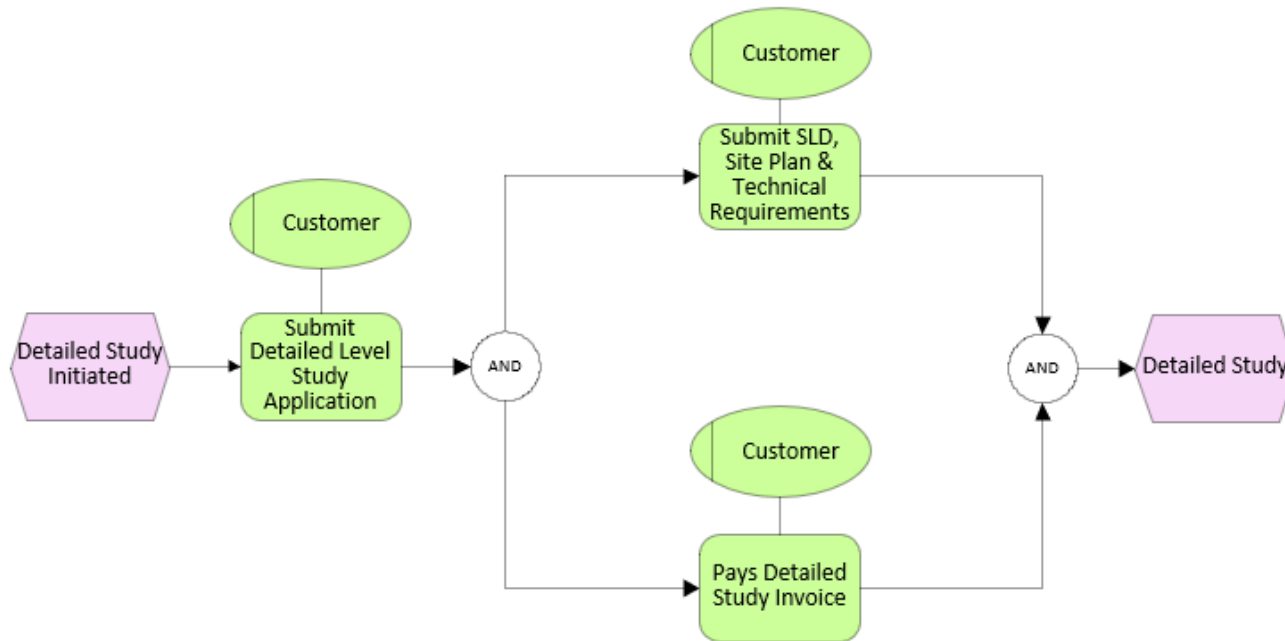 Customer
Submit SLD,
Site Plan &
Technical
Requirements
Customer
Detailed Study
Initiated
Submit
Detailed Level
Study
Application
AND
AND
Detailed Study
Customer
Pays Detailed
Study Invoice